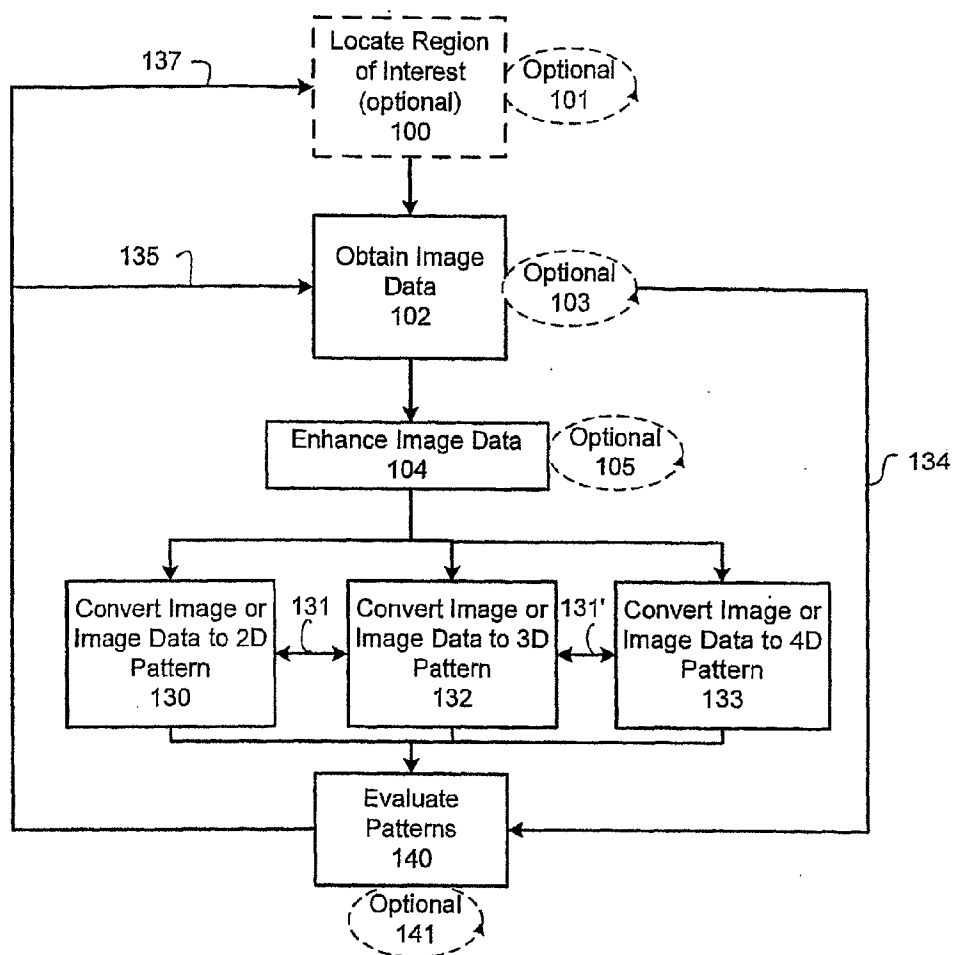 137
Locate Region
of Interest
(optional)
100
Optional
101
135
Obtain Image
Data
102
Optional
103
Enhance Image Data
104
Optional
105
134
Convert Image or
Image Data to 2D
Pattern
130
131
Convert Image or
Image Data to 3D
Pattern
132
131'
Convert Image or
Image Data to 4D
Pattern
133
Evaluate
Patterns
140
Optional
141